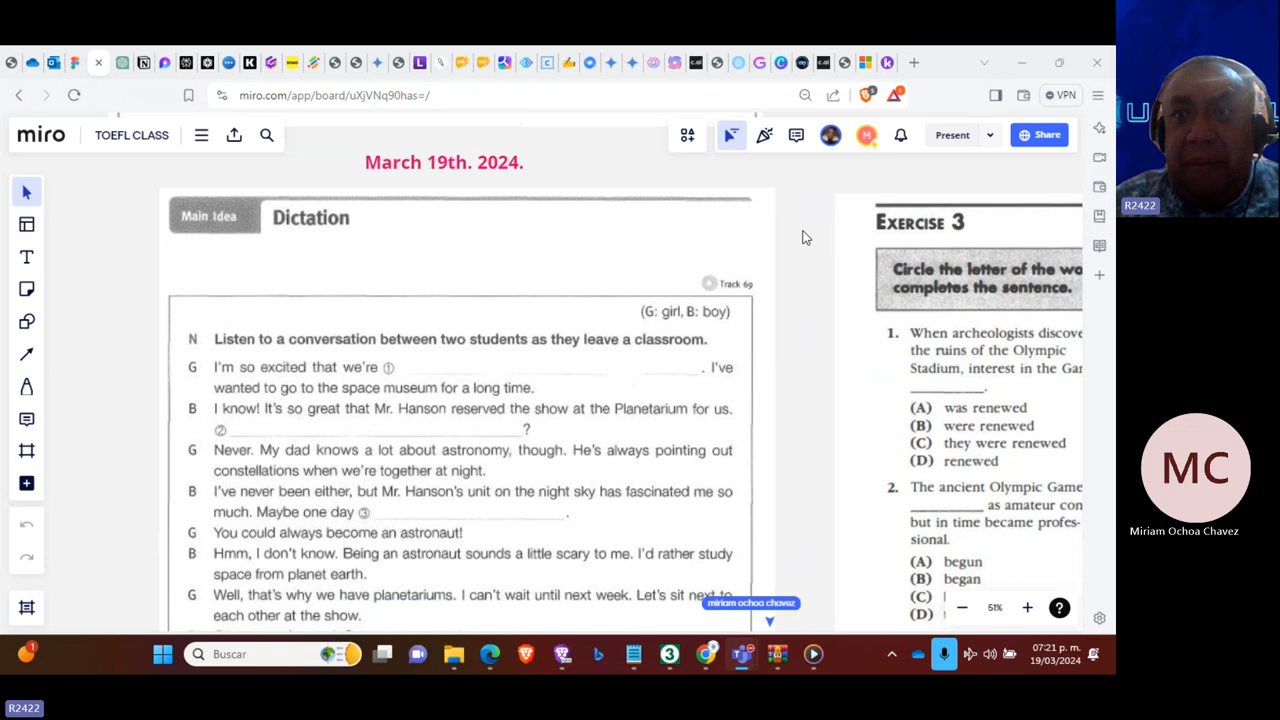 miro.com/app/board/uXjVNq90has=/
VPN
miro
TOEFL CLASS
Present
Share
March 19th. 2024.
Main Idea
Dictation
Track 69
(G: girl, B: boy)
N Listen to a conversation between two students as they leave a classroom.
G I'm so excited that we're ① . I've
wanted to go to the space museum for a long time.
B I know! It's so great that Mr. Hanson reserved the show at the Planetarium for us.
② ?
G Never. My dad knows a lot about astronomy, though. He's always pointing out
constellations when we're together at night.
B I've never been either, but Mr. Hanson's unit on the night sky has fascinated me so
much. Maybe one day ③ .
G You could always become an astronaut!
B Hmm, I don't know. Being an astronaut sounds a little scary to me. I'd rather study
space from planet earth.
G Well, that's why we have planetariums. I can't wait until next week. Let's sit next to
each other at the show.
miriam ochoa chavez
EXERCISE 3
Circle the letter of the wo
completes the sentence.
1. When archeologists discove
the ruins of the Olympic
Stadium, interest in the Gar
________.
(A) was renewed
(B) were renewed
(C) they were renewed
(D) renewed
2. The ancient Olympic Game
________ as amateur con
but in time became profes-
sional.
(A) begun
(B) began
(C)
(D)
51%
Buscar
07:21 p. m.
19/03/2024
R2422
MC
Miriam Ochoa Chavez
R2422